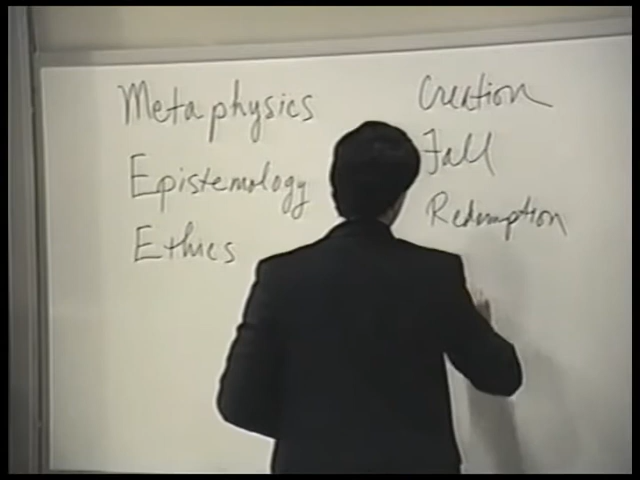 Metaphysics
Epistemology
Ethics
Creation
Fall
Redemption